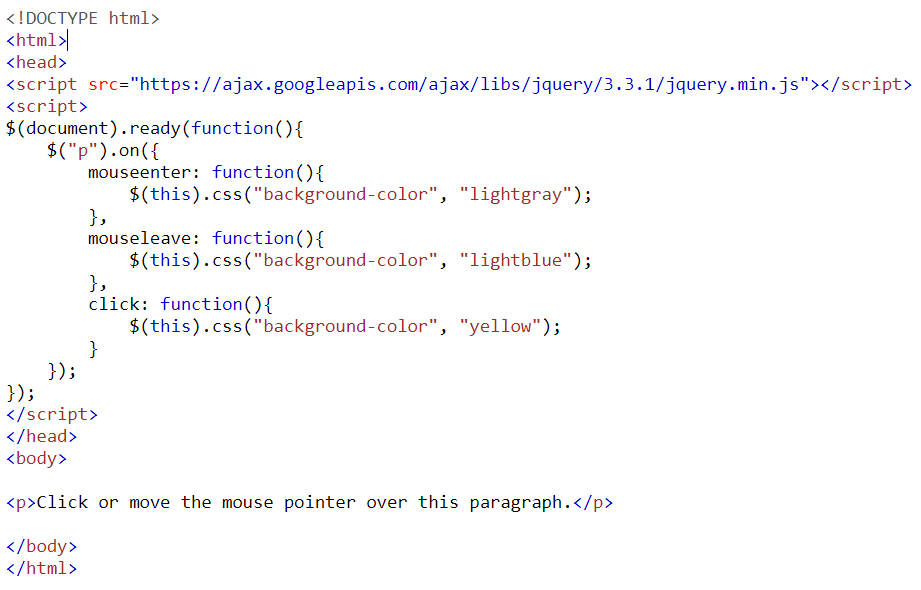 <!DOCTYPE html>
<html>
<head>
<script src="https://ajax.googleapis.com/ajax/libs/jquery/3.3.1/jquery.min.js"></script>
<script>
$(document).ready(function(){
    $("p").on({
        mouseenter: function(){
            $(this).css("background-color", "lightgray");
        },
        mouseleave: function(){
            $(this).css("background-color", "lightblue");
        },
        click: function(){
            $(this).css("background-color", "yellow");
        }
    });
});
</script>
</head>
<body>

<p>Click or move the mouse pointer over this paragraph.</p>

</body>
</html>